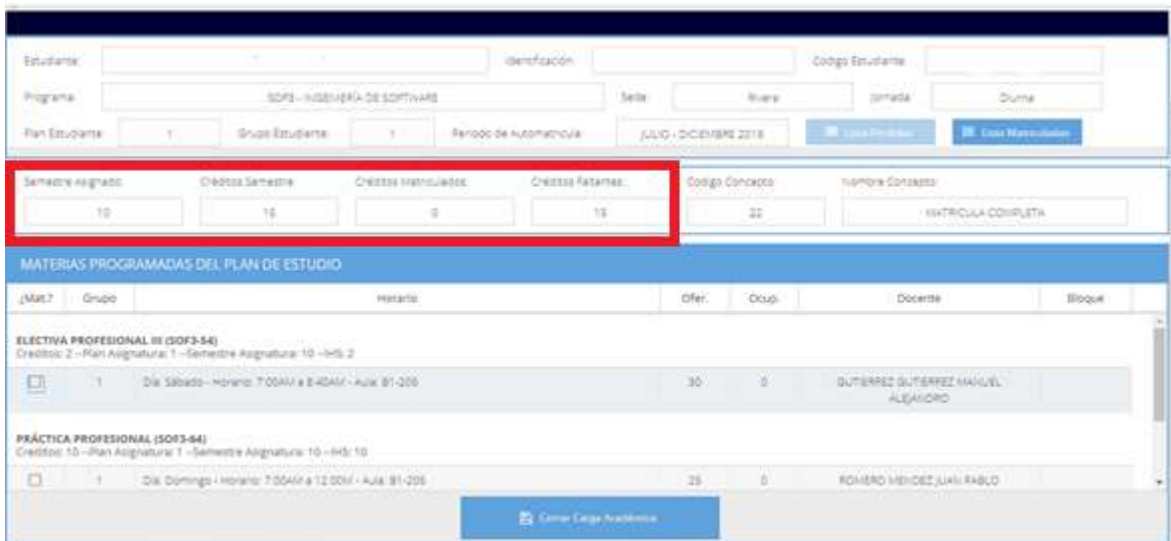 Estudiante: Identificación: Codigo Estudiante
Programa: SOF3 - INGENIERÍA DE SOFTWARE Sede: Rivera Jornada: Diurna
Plan Estudiante: 1 Grupo Estudiante: 1 Periodo de Automatricula: JULIO - DICIEMBRE 2018 Lista Perdidas Lista Matriculadas
Semestre Asignado: Créditos Semestre Créditos Matriculados: Créditos Faltantes: Codigo Concepto: Nombre Concepto:
10 0 22 MATRICULA COMPLETA
MATERIAS PROGRAMADAS DEL PLAN DE ESTUDIO
¿Mat.? Grupo Horario Ofer. Ocup. Docente Bloque
ELECTIVA PROFESIONAL III (SOF3-54)
Creditos: 2 --Plan Asignatura: 1 --Semestre Asignatura: 10 --IHS: 2
1 Día: Sábado - Horario: 7:00AM a 8:40AM - Aula: B1-206 30 0 GUTIERREZ GUTIERREZ MANUEL
ALEJANDRO
PRÁCTICA PROFESIONAL (SOF3-64)
Creditos: 10 --Plan Asignatura: 1 --Semestre Asignatura: 10 --IHS: 10
1 Día: Domingo - Horario: 7:00AM a 12:00M - Aula: B1-206 25 0 ROMERO MENDEZ JUAN PABLO
Cerrar Carga Académica